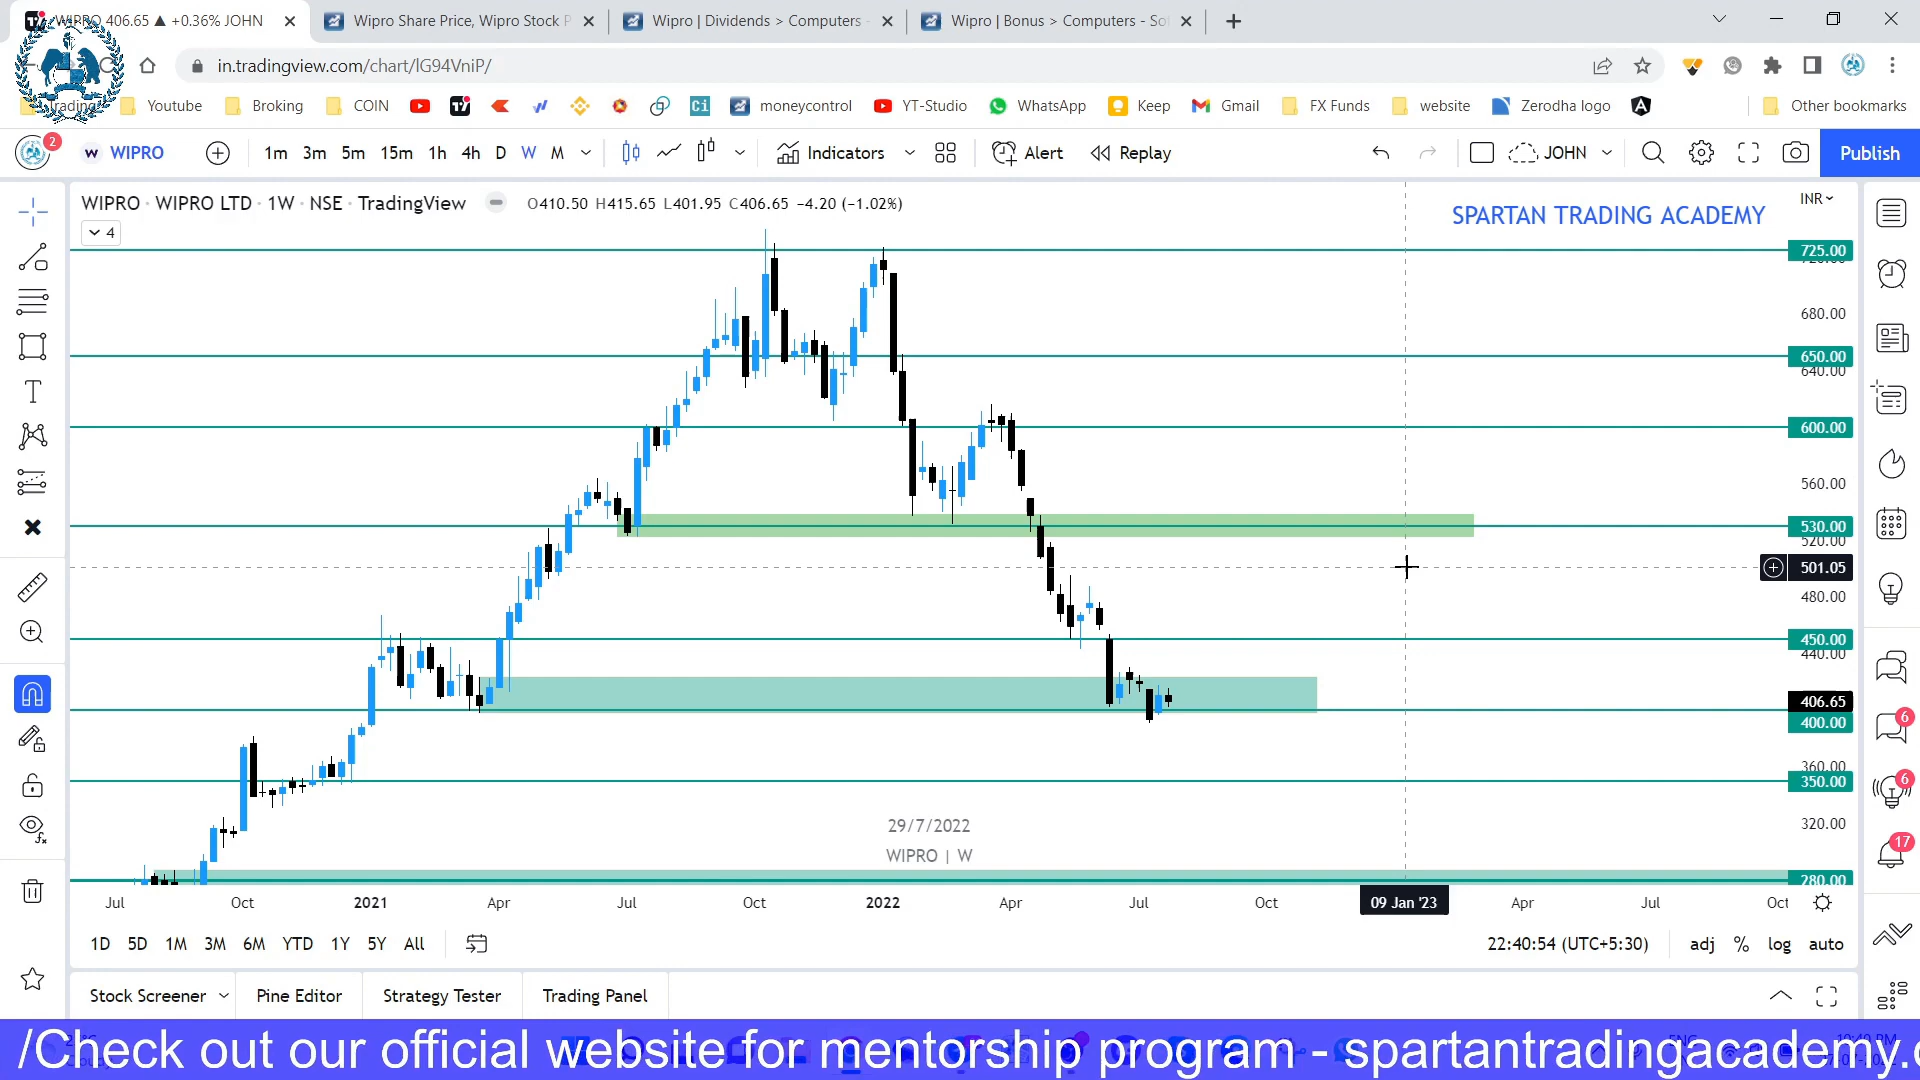 WIPRO 406.65 ▲ +0.36% JOHN
Wipro Share Price, Wipro Stock P
Wipro | Dividends > Computers -
Wipro | Bonus > Computers - So
in.tradingview.com/chart/lG94VniP/
Trading
Youtube
Broking
COIN
Ci
moneycontrol
YT-Studio
WhatsApp
Keep
Gmail
FX Funds
website
Zerodha logo
Other bookmarks
2
W
WIPRO
1m 3m 5m 15m 1h 4h D W M
Indicators
Alert
Replay
JOHN
Publish
WIPRO · WIPRO LTD · 1W · NSE · TradingView
O410.50 H415.65 L401.95 C406.65 −4.20 (−1.02%)
INR
4
SPARTAN TRADING ACADEMY
725.00
680.00
650.00
640.00
600.00
560.00
530.00
520.00
501.05
480.00
450.00
440.00
406.65
400.00
360.00
350.00
320.00
280.00
29/7/2022
WIPRO | W
Jul Oct 2021 Apr Jul Oct 2022 Apr Jul Oct 09 Jan '23 Apr Jul Oct
1D 5D 1M 3M 6M YTD 1Y 5Y All
22:40:54 (UTC+5:30)
adj % log auto
6
6
17
Stock Screener
Pine Editor
Strategy Tester
Trading Panel
/Check out our official website for mentorship program - spartantradingacademy.